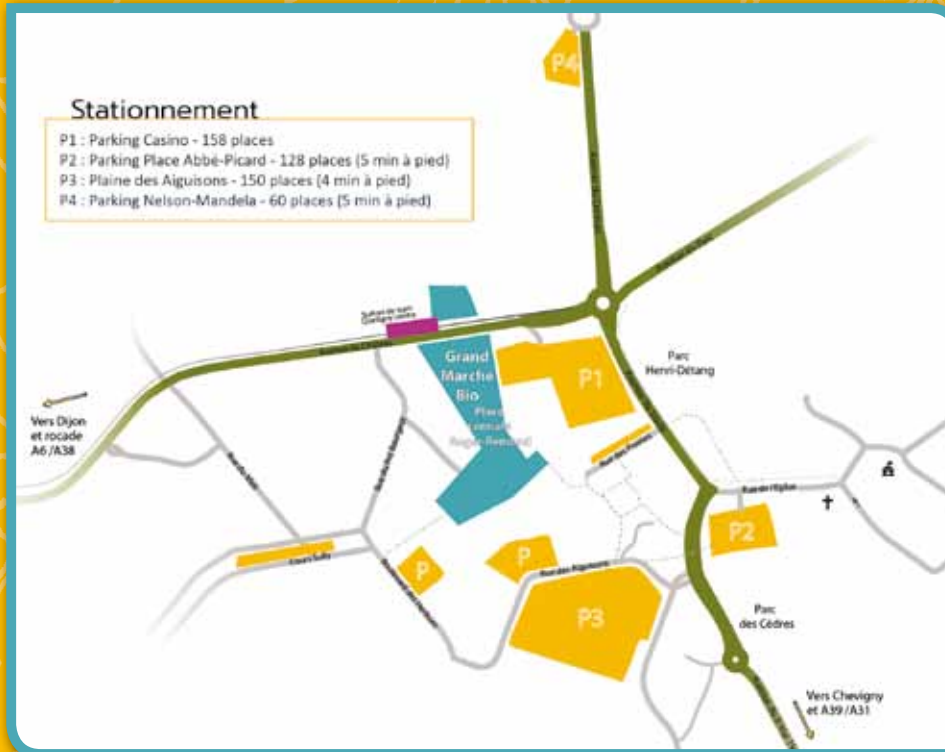 Stationnement
P1 : Parking Casino - 158 places
P2 : Parking Place Abbé-Picard - 128 places (5 min à pied)
P3 : Plaine des Aiguisons - 150 places (4 min à pied)
P4 : Parking Nelson-Mandela - 60 places (5 min à pied)
P4
Grand
Marche
Bio
Place
P1
Parc
Henri-Détang
Vers Dijon
et rocade
A6 /A38
Rue de l'Eglise
P2
Cours Sully
P
P
Rue des Aiguisons
P3
Parc
des Cèdres
Vers Chevigny
et A39 /A31